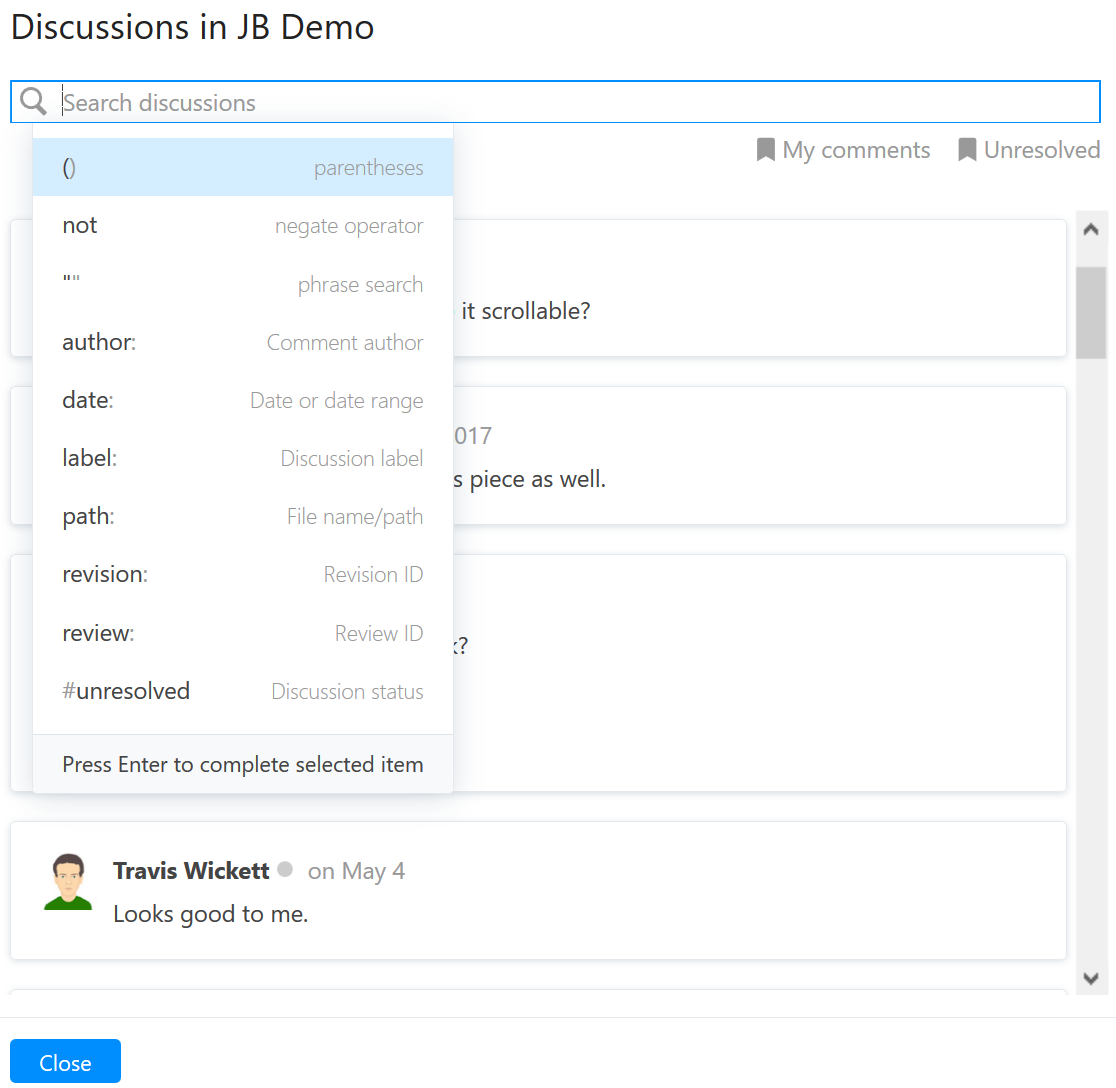 Discussions in JB Demo
Search discussions
My comments Unresolved
() parentheses
not negate operator
"" phrase search
it scrollable?
author: Comment author
date: Date or date range
017
label: Discussion label
s piece as well.
path: File name/path
revision: Revision ID
review: Review ID
?
#unresolved Discussion status
Press Enter to complete selected item
Travis Wickett on May 4
Looks good to me.
Close